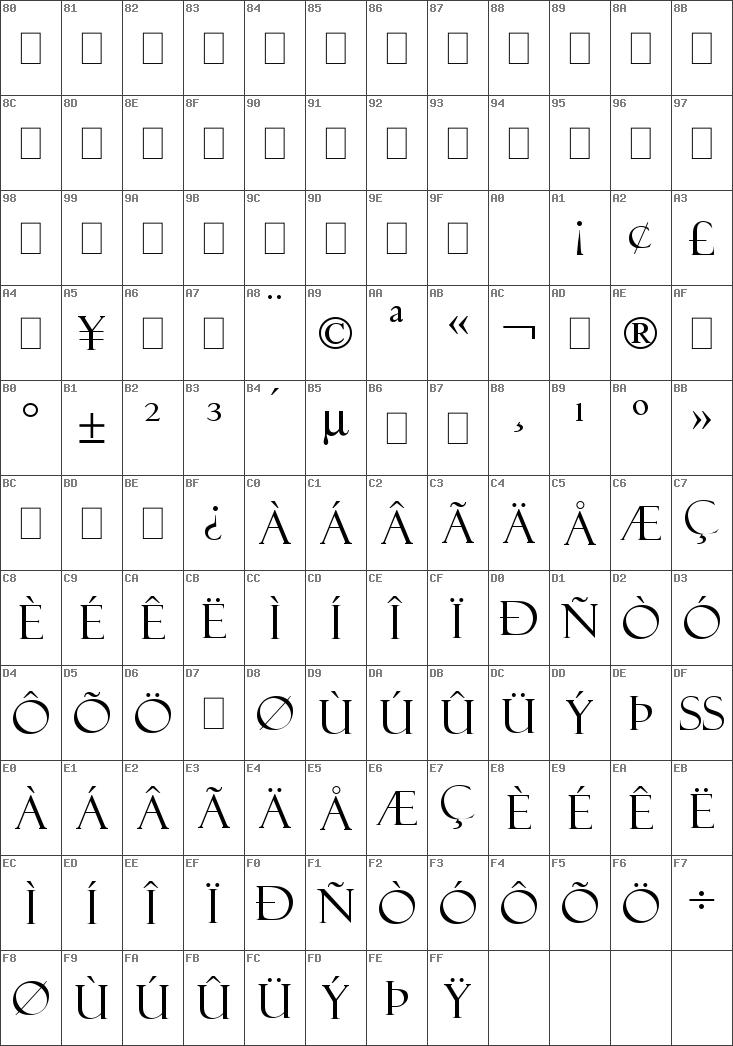 80 81 82 83 84 85 86 87 88 89 8A 8B
8C 8D 8E 8F 90 91 92 93 94 95 96 97
98 99 9A 9B 9C 9D 9E 9F A0 A1 A2 A3
¡ ¢ £
A4 A5 A6 A7 A8 A9 AA AB AC AD AE AF
¥ ¨ © ª « ¬ ®
B0 B1 B2 B3 B4 B5 B6 B7 B8 B9 BA BB
° ± ² ³ ´ µ ¸ ¹ º »
BC BD BE BF C0 C1 C2 C3 C4 C5 C6 C7
¿ À Á Â Ã Ä Å Æ Ç
C8 C9 CA CB CC CD CE CF D0 D1 D2 D3
È É Ê Ë Ì Í Î Ï Ð Ñ Ò Ó
D4 D5 D6 D7 D8 D9 DA DB DC DD DE DF
Ô Õ Ö Ø Ù Ú Û Ü Ý Þ SS
E0 E1 E2 E3 E4 E5 E6 E7 E8 E9 EA EB
À Á Â Ã Ä Å Æ Ç È É Ê Ë
EC ED EE EF F0 F1 F2 F3 F4 F5 F6 F7
Ì Í Î Ï Ð Ñ Ò Ó Ô Õ Ö ÷
F8 F9 FA FB FC FD FE FF
Ø Ù Ú Û Ü Ý Þ Ÿ